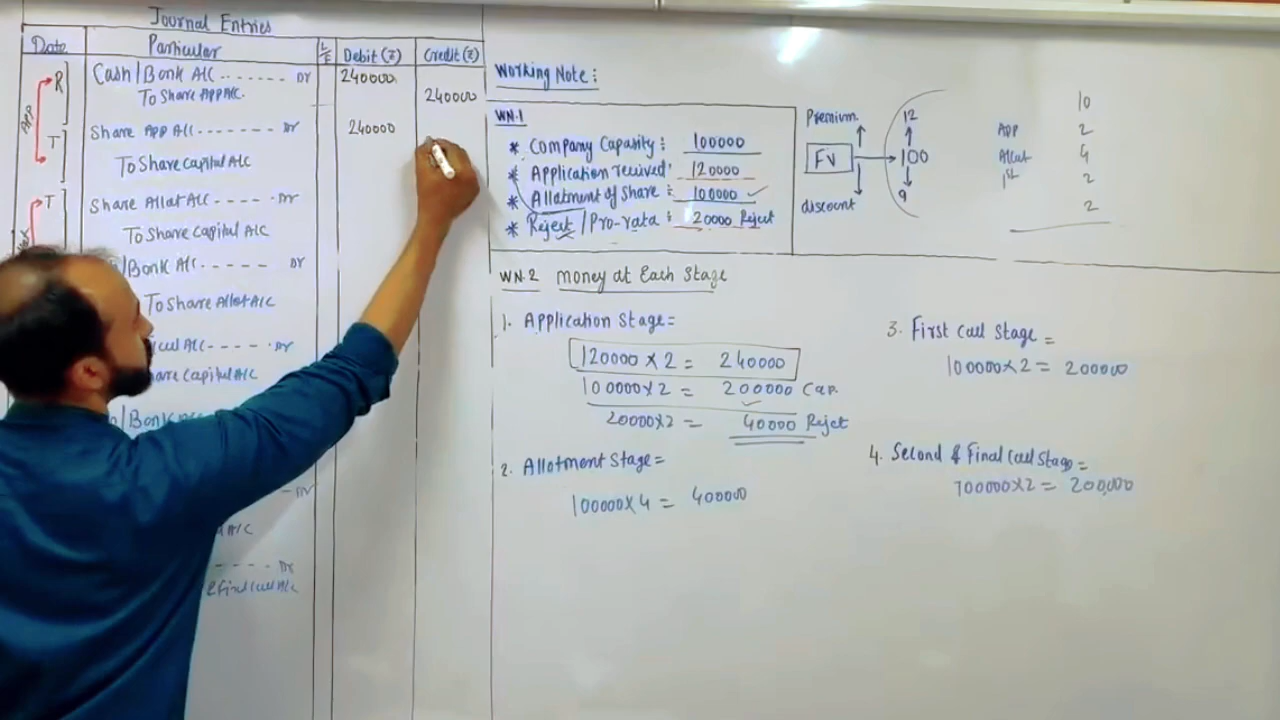 Journal Entries
Date Particular L/F Debit (₹) Credit (₹)
APP R Cash/Bank A/C ....... Dr 240000
To Share App A/C. 240000
T Share App A/C ------- Dr 240000
To Share capital A/C
T Share Allot A/C ----- Dr
To Share Capital A/C
/Bank A/C. ----- Dr
To Share Allot A/C
A/C ----- Dr
Share Capital A/C
/Bank A/C
Dr
A/C
----- Dr
& Final Call A/C
Working Note :
WN.1
* Company Capasity : 100000
* Application recived : 120000
* Allotment of Share : 100000 ✓
* Reject / Pro-rata : 20000 Reject
Premium
FV
discount
12
100
9
10
App 2
Allot 4
1st 2
2
WN.2 money at Each Stage
1. Application Stage =
120000 × 2 = 240000
100000 × 2 = 200000 Cap.
20000 × 2 = 40000 Reject
2. Allotment Stage =
100000 × 4 = 400000
3. First Call Stage =
100000 × 2 = 200000
4. Second & Final Call Stage =
100000 × 2 = 200,000